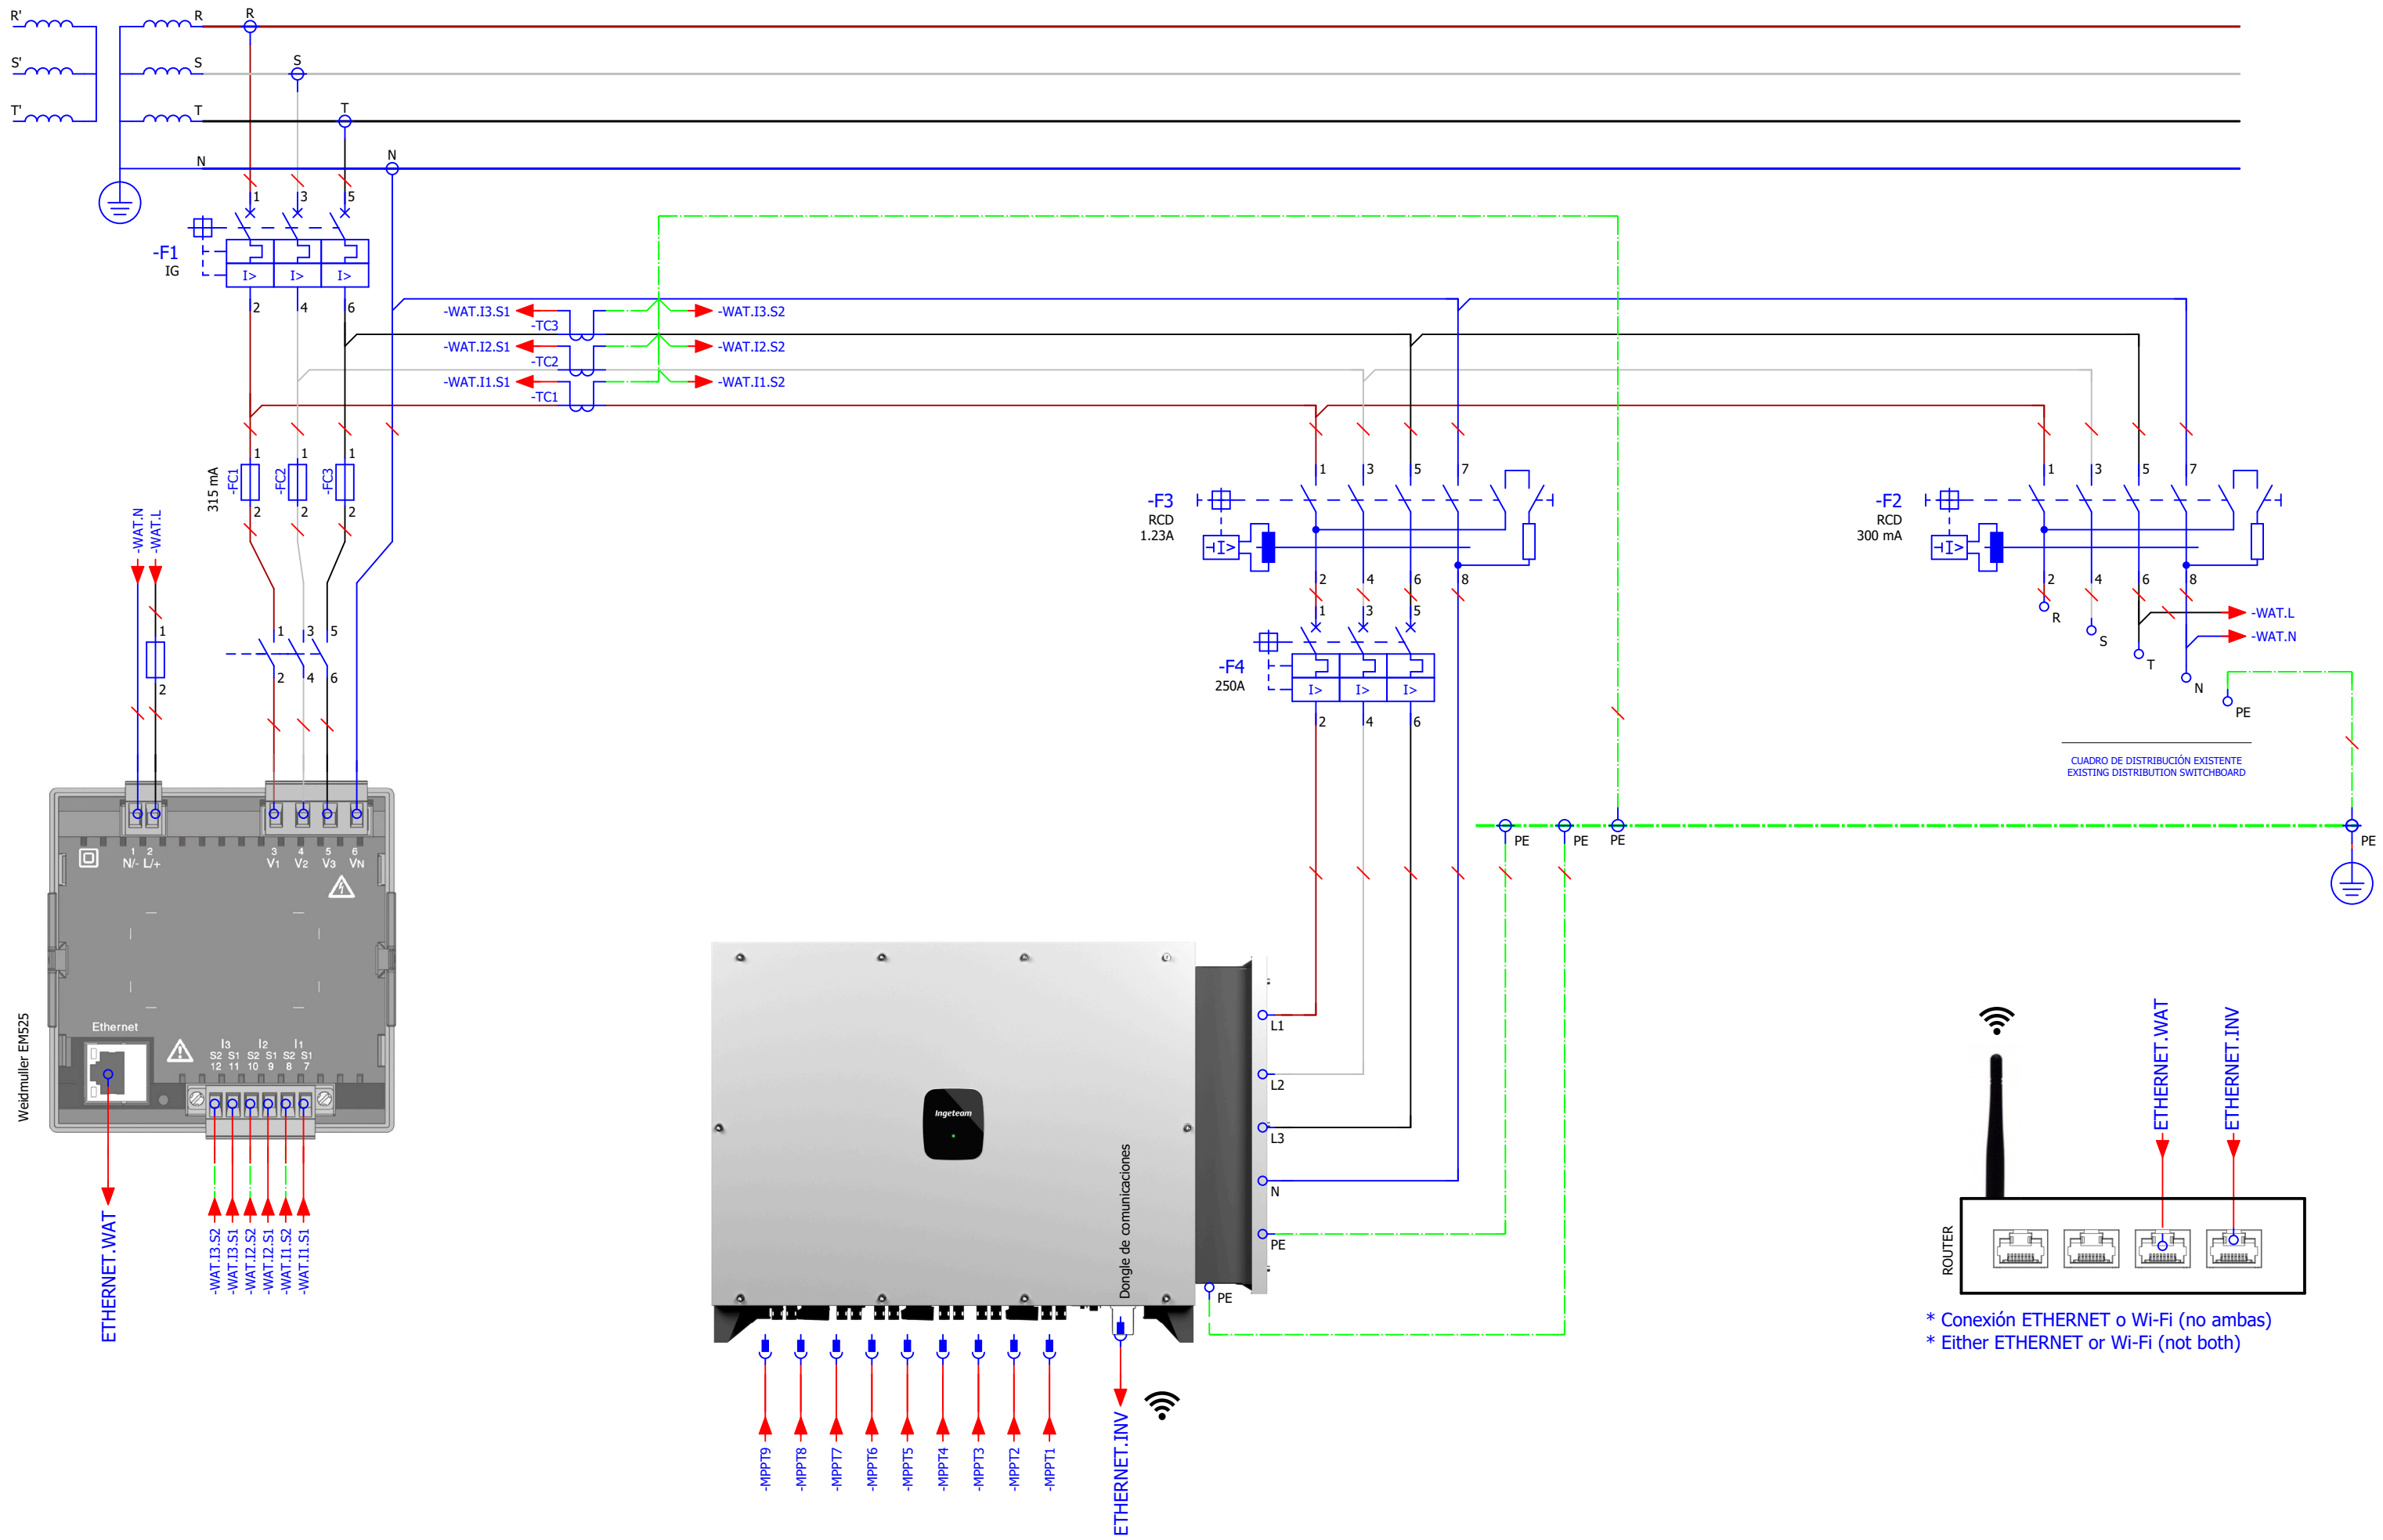 R'
R
R
S'
S
S
T'
T
T
N
N
1
3
5
-F1
IG
I>
I>
I>
2
4
6
-WAT.I3.S1
-TC3
-WAT.I3.S2
-WAT.I2.S1
-TC2
-WAT.I2.S2
-WAT.I1.S1
-TC1
-WAT.I1.S2
315 mA
1
-FC1
2
1
-FC2
2
1
-FC3
2
-WAT.N
-WAT.L
1
2
1
3
5
2
4
6
-F3
RCD
1.23A
1
3
5
7
-I>
2
4
6
8
-F4
250A
1
3
5
I>
I>
I>
2
4
6
-F2
RCD
300 mA
1
3
5
7
-I>
2
4
6
8
-WAT.L
-WAT.N
R
S
T
N
PE
CUADRO DE DISTRIBUCIÓN EXISTENTE
EXISTING DISTRIBUTION SWITCHBOARD
PE
PE
PE
PE
1
2
3
4
5
6
N/-
L/+
V1
V2
V3
VN
Weidmuller EM525
Ethernet
I3
I2
I1
S2 S1 S2 S1 S2 S1
12 11 10 9 8 7
ETHERNET.WAT
-WAT.I3.S2
-WAT.I3.S1
-WAT.I2.S2
-WAT.I2.S1
-WAT.I1.S2
-WAT.I1.S1
Ingeteam
Dongle de comunicaciones
L1
L2
L3
N
PE
PE
-MPPT9
-MPPT8
-MPPT7
-MPPT6
-MPPT5
-MPPT4
-MPPT3
-MPPT2
-MPPT1
ETHERNET.INV
ETHERNET.WAT
ETHERNET.INV
ROUTER
* Conexión ETHERNET o Wi-Fi (no ambas)
* Either ETHERNET or Wi-Fi (not both)